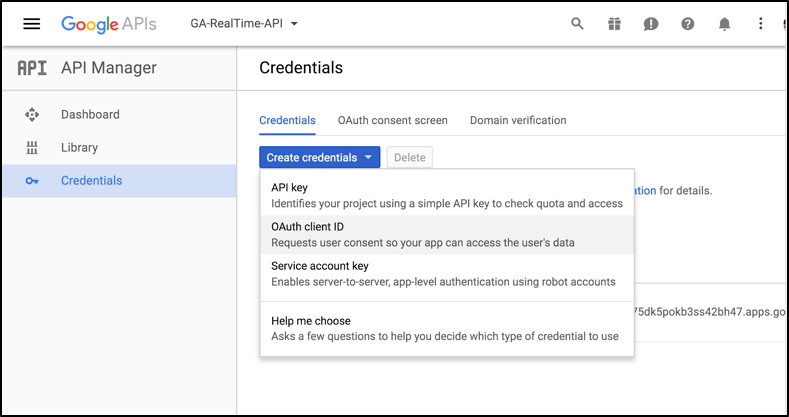 Google APIs GA-RealTime-API
API API Manager Credentials
Dashboard
Library
Credentials
Credentials OAuth consent screen Domain verification
Create credentials Delete
API key
Identifies your project using a simple API key to check quota and access
for details.
OAuth client ID
Requests user consent so your app can access the user's data
Service account key
Enables server-to-server, app-level authentication using robot accounts
75dk5pokb3ss42bh47.apps.go
Help me choose
Asks a few questions to help you decide which type of credential to use